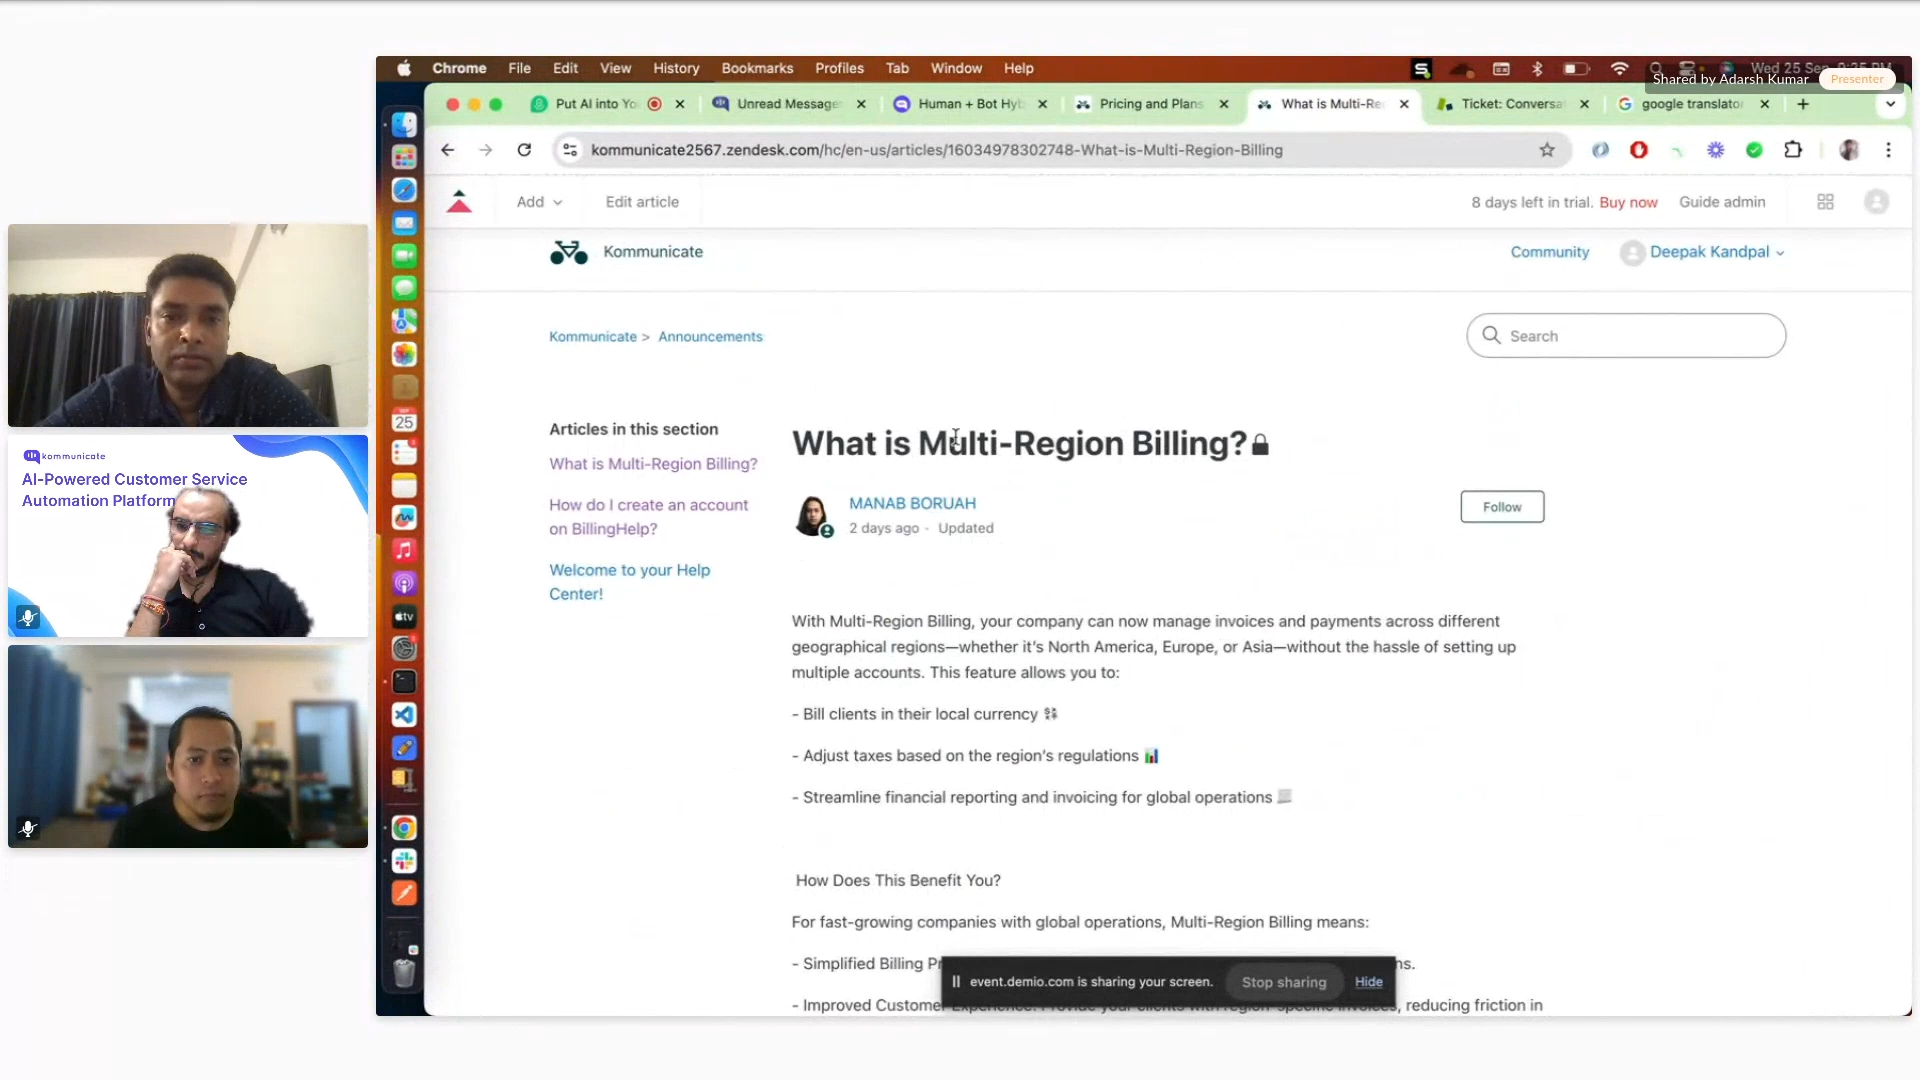 Chrome File Edit View History Bookmarks Profiles Tab Window Help
Wed 25 Sep 9:25 PM
Shared by Adarsh Kumar Presenter
Put AI into Yo
Unread Message
Human + Bot Hyb
Pricing and Plans
What is Multi-Re
Ticket: Conversa
google translator
kommunicate2567.zendesk.com/hc/en-us/articles/16034978302748-What-is-Multi-Region-Billing
Add Edit article
8 days left in trial. Buy now Guide admin
Kommunicate
Community Deepak Kandpal
Kommunicate > Announcements
Search
Articles in this section
What is Multi-Region Billing?
How do I create an account
on BillingHelp?
Welcome to your Help
Center!
What is Multi-Region Billing?
MANAB BORUAH
2 days ago · Updated
Follow
With Multi-Region Billing, your company can now manage invoices and payments across different
geographical regions—whether it's North America, Europe, or Asia—without the hassle of setting up
multiple accounts. This feature allows you to:
- Bill clients in their local currency 💱
- Adjust taxes based on the region's regulations 📊
- Streamline financial reporting and invoicing for global operations
How Does This Benefit You?
For fast-growing companies with global operations, Multi-Region Billing means:
- Simplified Billing
- Improved reducing friction in
event.demio.com is sharing your screen. Stop sharing Hide
kommunicate
AI-Powered Customer Service
Automation Platform
25
tv